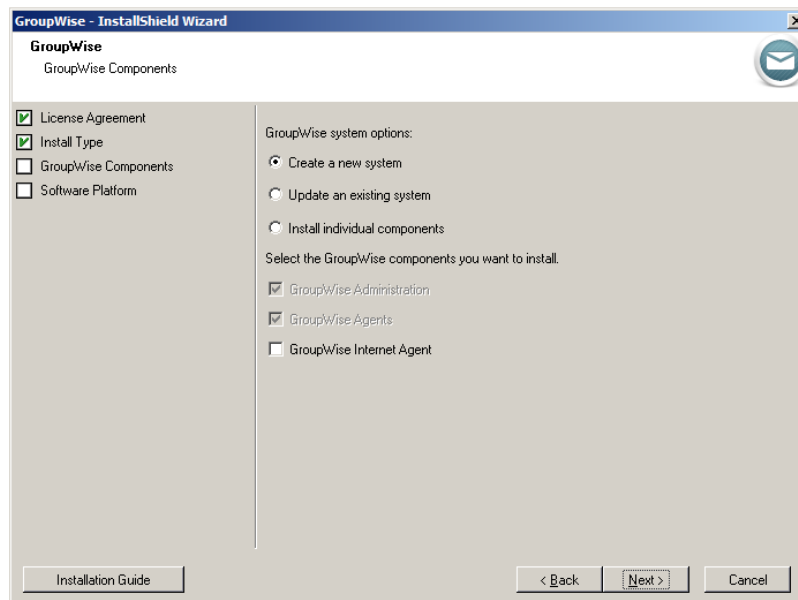 GroupWise - InstallShield Wizard
GroupWise
GroupWise Components
License Agreement
Install Type
GroupWise Components
Software Platform
GroupWise system options:
Create a new system
Update an existing system
Install individual components
Select the GroupWise components you want to install.
GroupWise Administration
GroupWise Agents
GroupWise Internet Agent
Installation Guide
< Back
Next >
Cancel